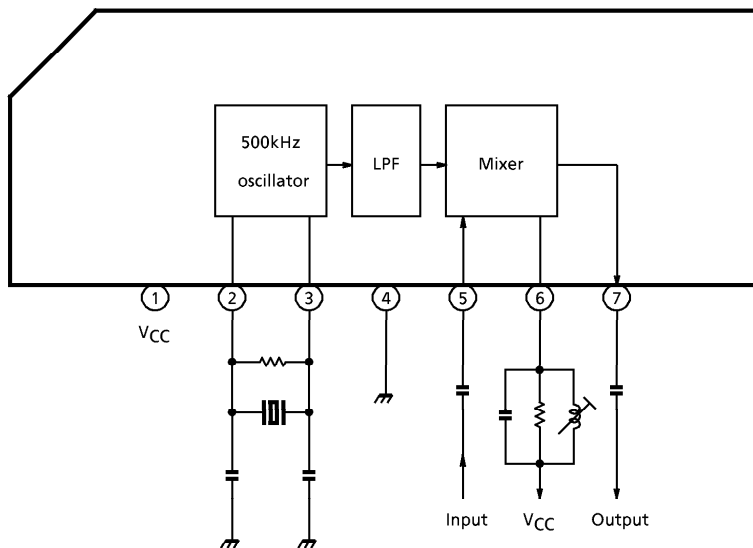 500kHz
oscillator
LPF
Mixer
1
2
3
4
5
6
7
VCC
Input
VCC
Output